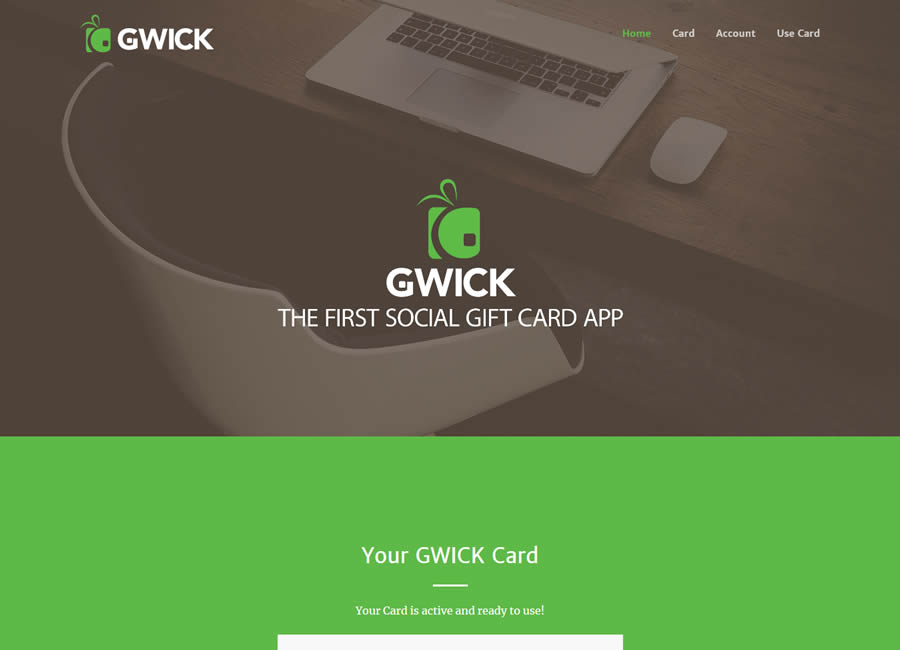 GWICK
Home Card Account Use Card
GWICK
THE FIRST SOCIAL GIFT CARD APP
Your GWICK Card
Your Card is active and ready to use!